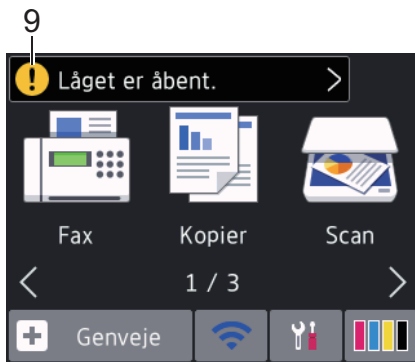 9
Låget er åbent.
Fax Kopier Scan
1 / 3
Genveje